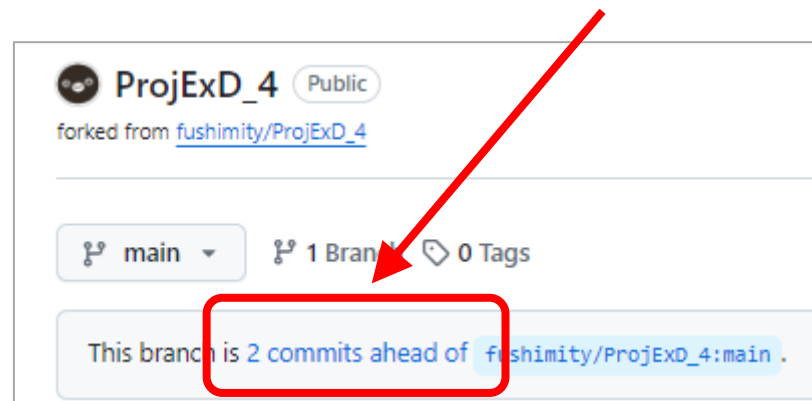 ProjExD_4 Public
forked from fushimity/ProjExD_4
main 1 Branch 0 Tags
This branch is 2 commits ahead of fushimity/ProjExD_4:main .